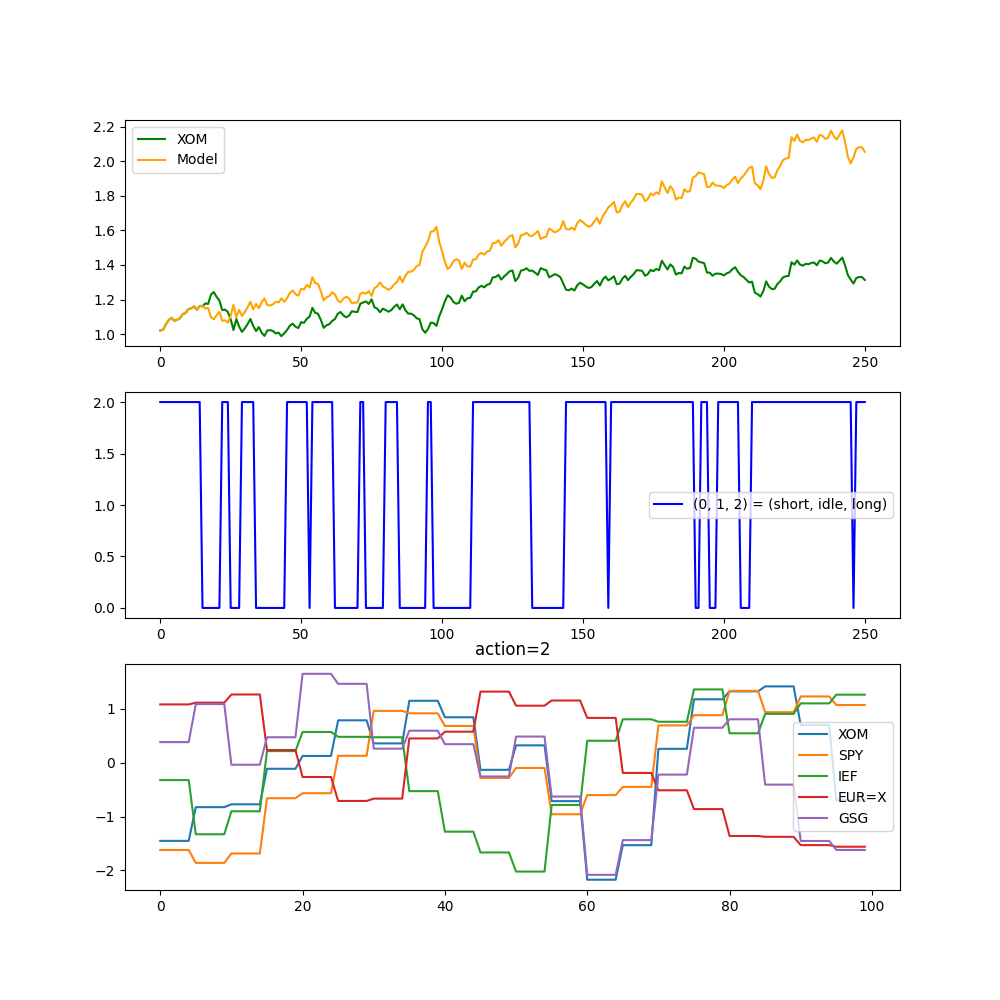 2.2
2.0
1.8
1.6
1.4
1.2
1.0
XOM
Model
0 50 100 150 200 250
2.0
1.5
1.0
0.5
0.0
(0, 1, 2) = (short, idle, long)
0 50 100 150 200 250
action=2
1
0
−1
−2
XOM
SPY
IEF
EUR=X
GSG
0 20 40 60 80 100